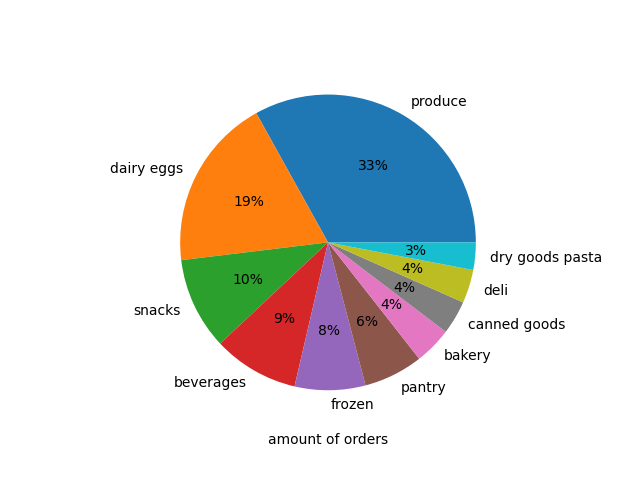 produce
33%
dairy eggs
19%
dry goods pasta
3%
deli
4%
snacks
10%
canned goods
4%
beverages
9%
frozen
8%
pantry
6%
bakery
4%
amount of orders